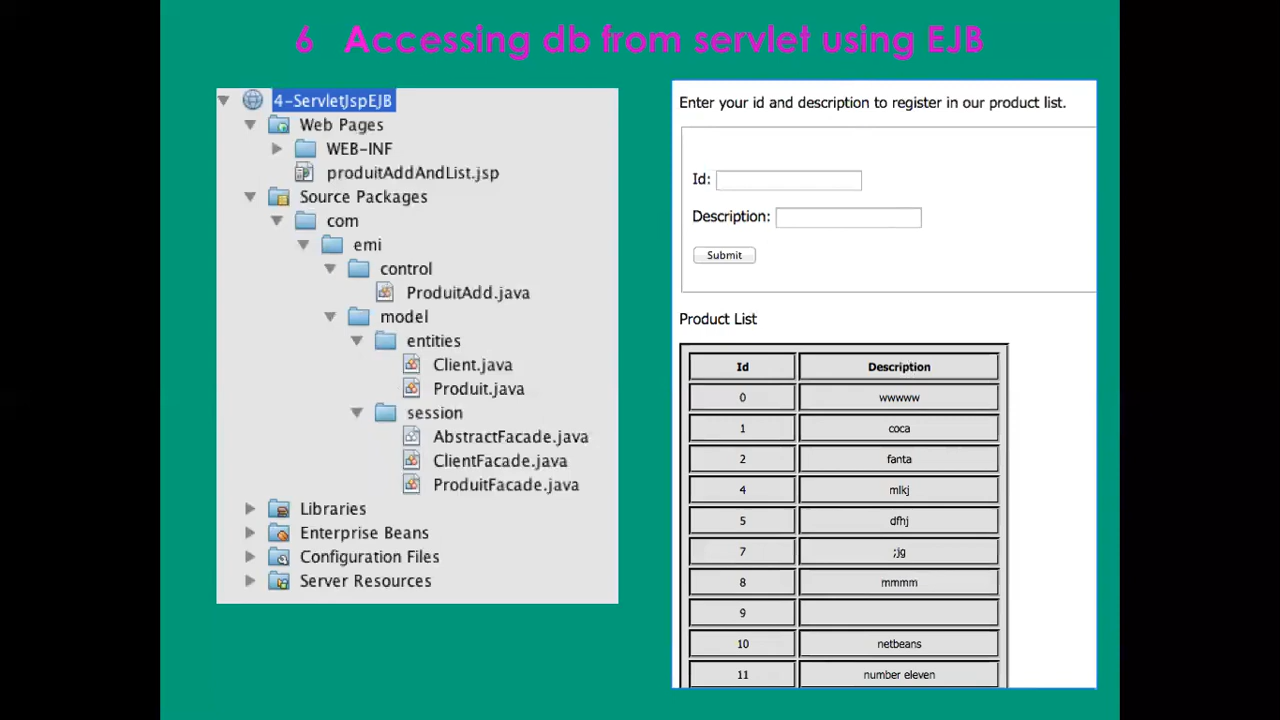 6 Accessing db from servlet using EJB
4-ServletJspEJB
Web Pages
WEB-INF
produitAddAndList.jsp
Source Packages
com
emi
control
ProduitAdd.java
model
entities
Client.java
Produit.java
session
AbstractFacade.java
ClientFacade.java
ProduitFacade.java
Libraries
Enterprise Beans
Configuration Files
Server Resources
Enter your id and description to register in our product list.
Id:
Description:
Submit
Product List
Id Description
0 wwwww
1 coca
2 fanta
4 mlkj
5 dfhj
7 ;jg
8 mmmm
9
10 netbeans
11 number eleven